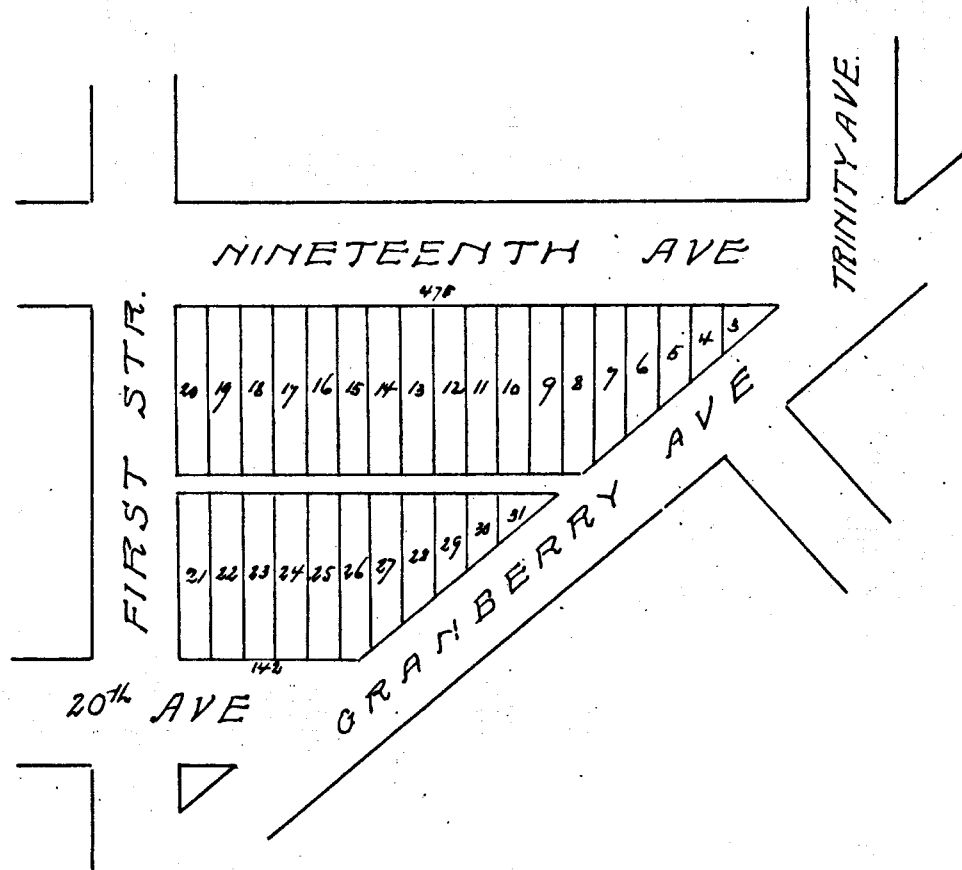 TRINITY AVE.
NINETEENTH AVE
478
FIRST STR.
20 19 18 17 16 15 14 13 12 11 10 9 8 7 6 5 4 3
21 22 23 24 25 26 27 28 29 30 31
142
GRANBERRY AVE
20th AVE